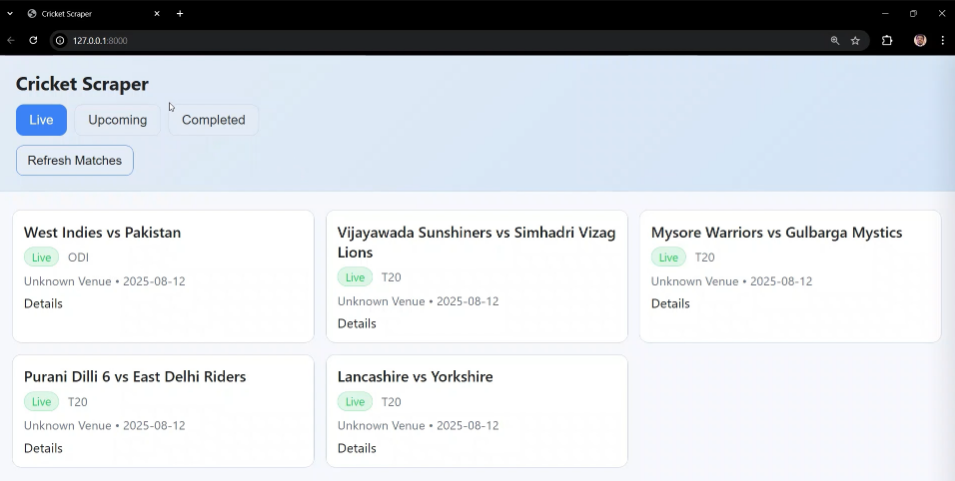 Cricket Scraper
127.0.0.1:8000
Cricket Scraper
Live
Upcoming
Completed
Refresh Matches
West Indies vs Pakistan
Live ODI
Unknown Venue • 2025-08-12
Details
Vijayawada Sunshiners vs Simhadri Vizag
Lions
Live T20
Unknown Venue • 2025-08-12
Details
Mysore Warriors vs Gulbarga Mystics
Live T20
Unknown Venue • 2025-08-12
Details
Purani Dilli 6 vs East Delhi Riders
Live T20
Unknown Venue • 2025-08-12
Details
Lancashire vs Yorkshire
Live T20
Unknown Venue • 2025-08-12
Details